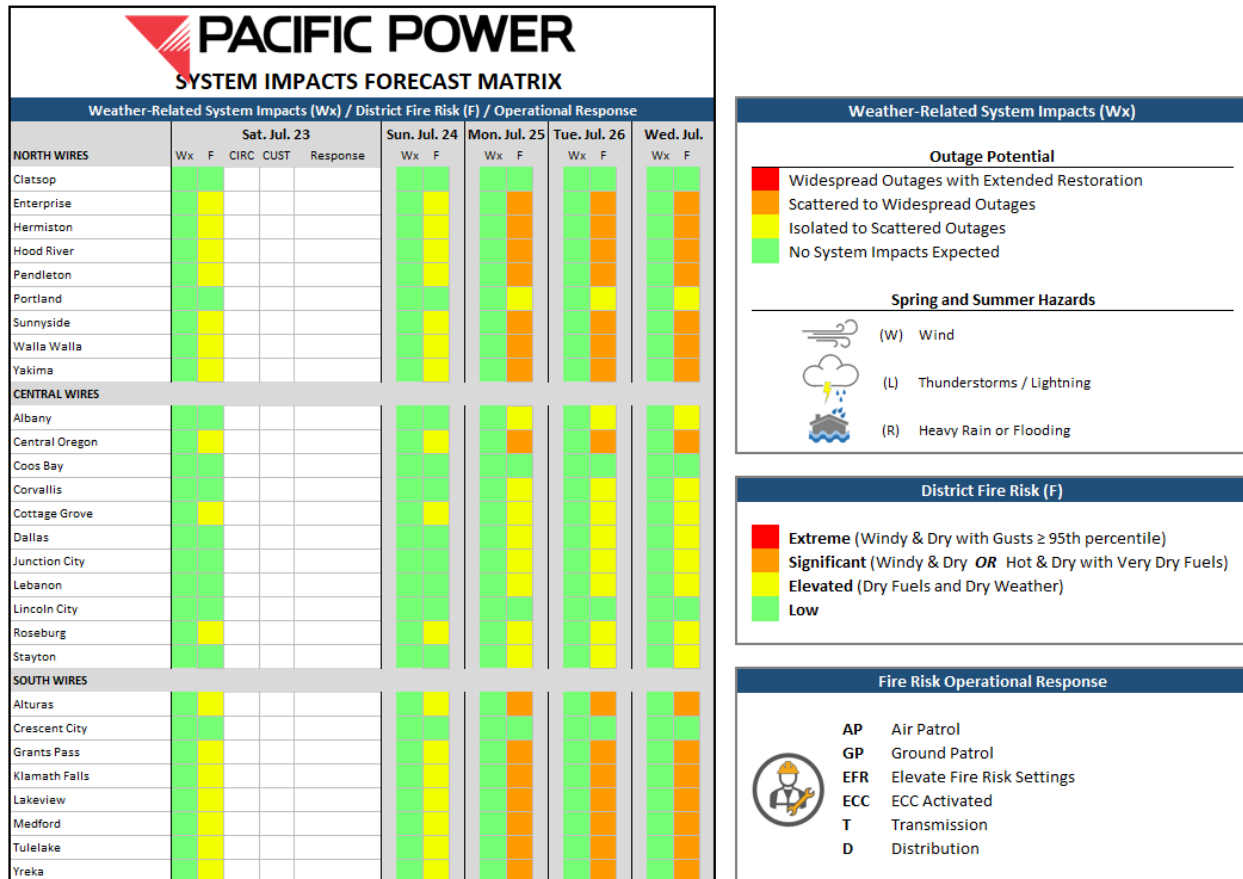 PACIFIC POWER
SYSTEM IMPACTS FORECAST MATRIX
Weather-Related System Impacts (Wx) / District Fire Risk (F) / Operational Response
Sat. Jul. 23 Sun. Jul. 24 Mon. Jul. 25 Tue. Jul. 26 Wed. Jul.
NORTH WIRES Wx F CIRC CUST Response Wx F Wx F Wx F Wx F
Clatsop
Enterprise
Hermiston
Hood River
Pendleton
Portland
Sunnyside
Walla Walla
Yakima
CENTRAL WIRES
Albany
Central Oregon
Coos Bay
Corvallis
Cottage Grove
Dallas
Junction City
Lebanon
Lincoln City
Roseburg
Stayton
SOUTH WIRES
Alturas
Crescent City
Grants Pass
Klamath Falls
Lakeview
Medford
Tulelake
Yreka
Weather-Related System Impacts (Wx)
Outage Potential
Widespread Outages with Extended Restoration
Scattered to Widespread Outages
Isolated to Scattered Outages
No System Impacts Expected
Spring and Summer Hazards
(W) Wind
(L) Thunderstorms / Lightning
(R) Heavy Rain or Flooding
District Fire Risk (F)
Extreme (Windy & Dry with Gusts ≥ 95th percentile)
Significant (Windy & Dry OR Hot & Dry with Very Dry Fuels)
Elevated (Dry Fuels and Dry Weather)
Low
Fire Risk Operational Response
AP Air Patrol
GP Ground Patrol
EFR Elevate Fire Risk Settings
ECC ECC Activated
T Transmission
D Distribution